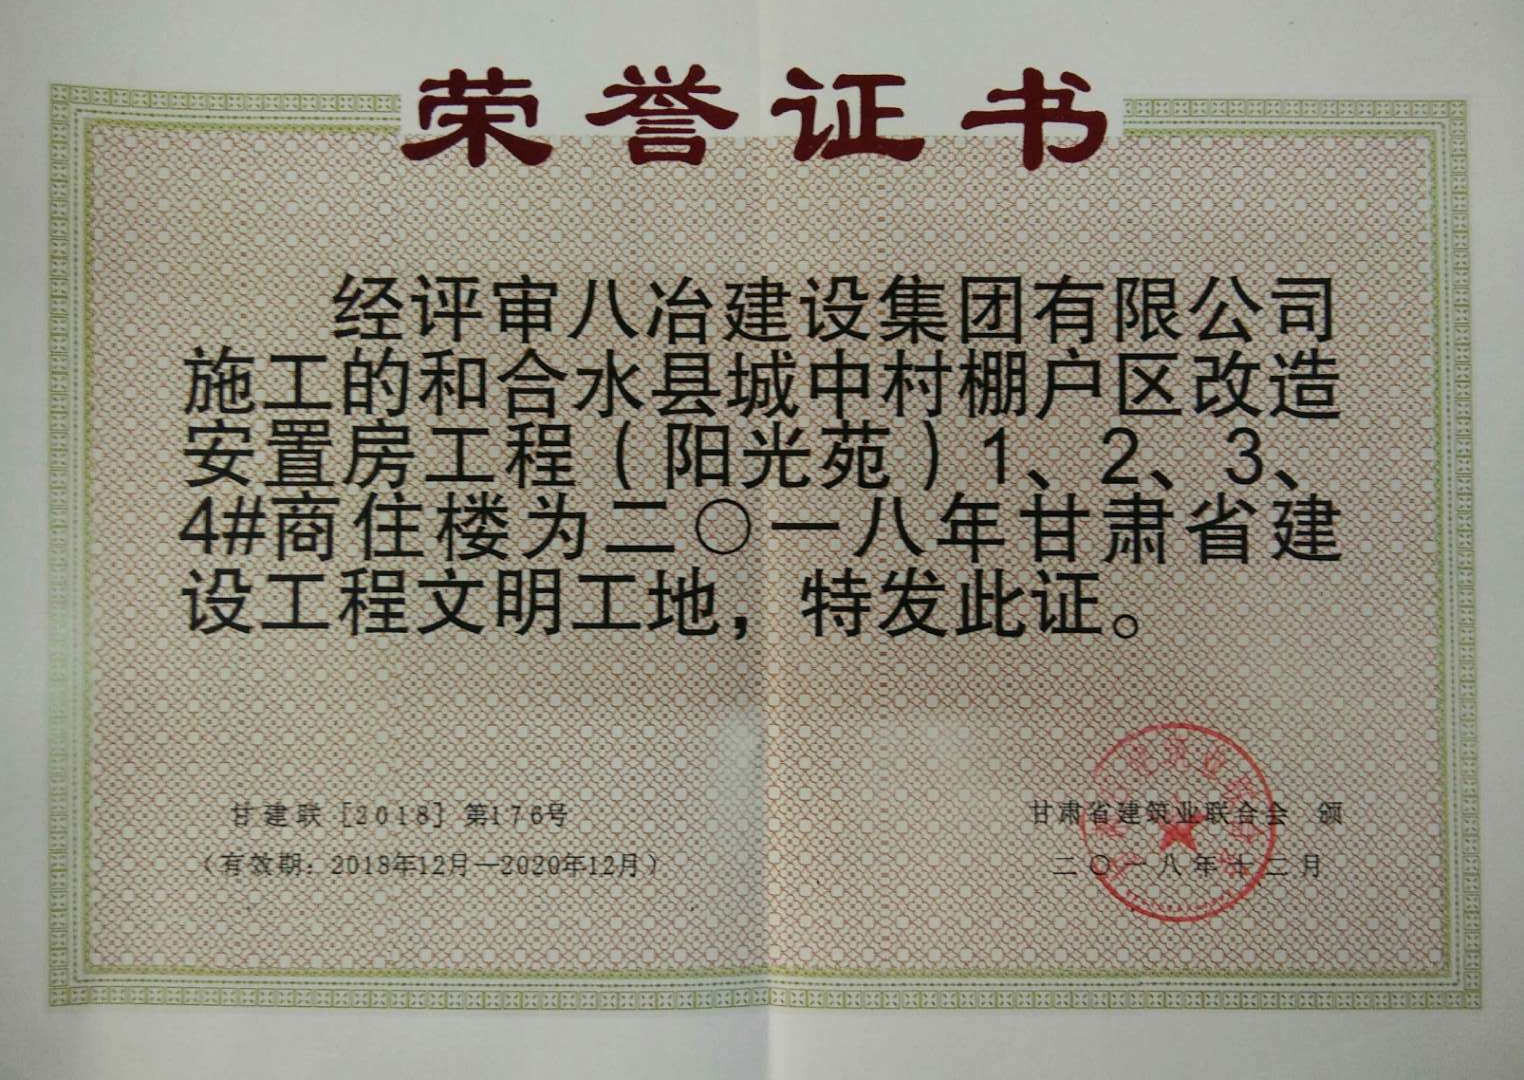 荣誉证书
经评审八冶建设集团有限公司
施工的和合水县城中村棚户区改造
安置房工程(阳光苑)1、2、3、
4#商住楼为二〇一八年甘肃省建
设工程文明工地,特发此证。
甘建联［2018］第176号
(有效期:2018年12月—2020年12月)
甘肃省建筑业联合会 颁
二〇一八年十二月